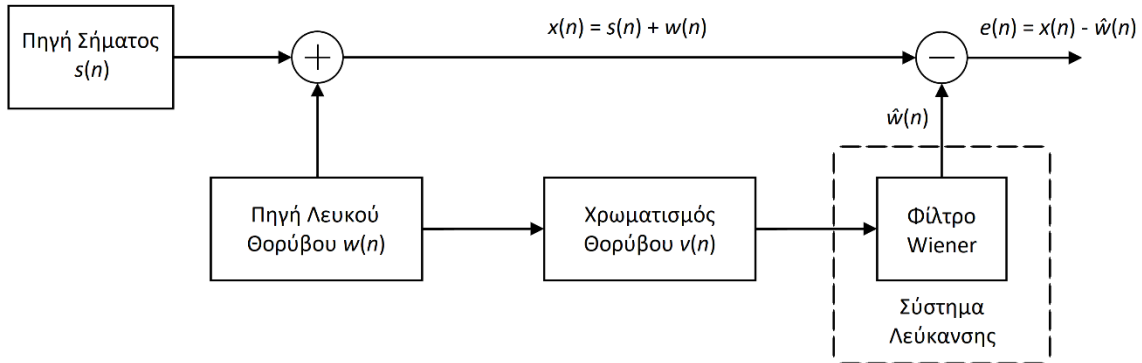 Πηγή Σήματος
s(n)
x(n) = s(n) + w(n)
e(n) = x(n) - ŵ(n)
ŵ(n)
Πηγή Λευκού
Θορύβου w(n)
Χρωματισμός
Θορύβου v(n)
Φίλτρο
Wiener
Σύστημα
Λεύκανσης